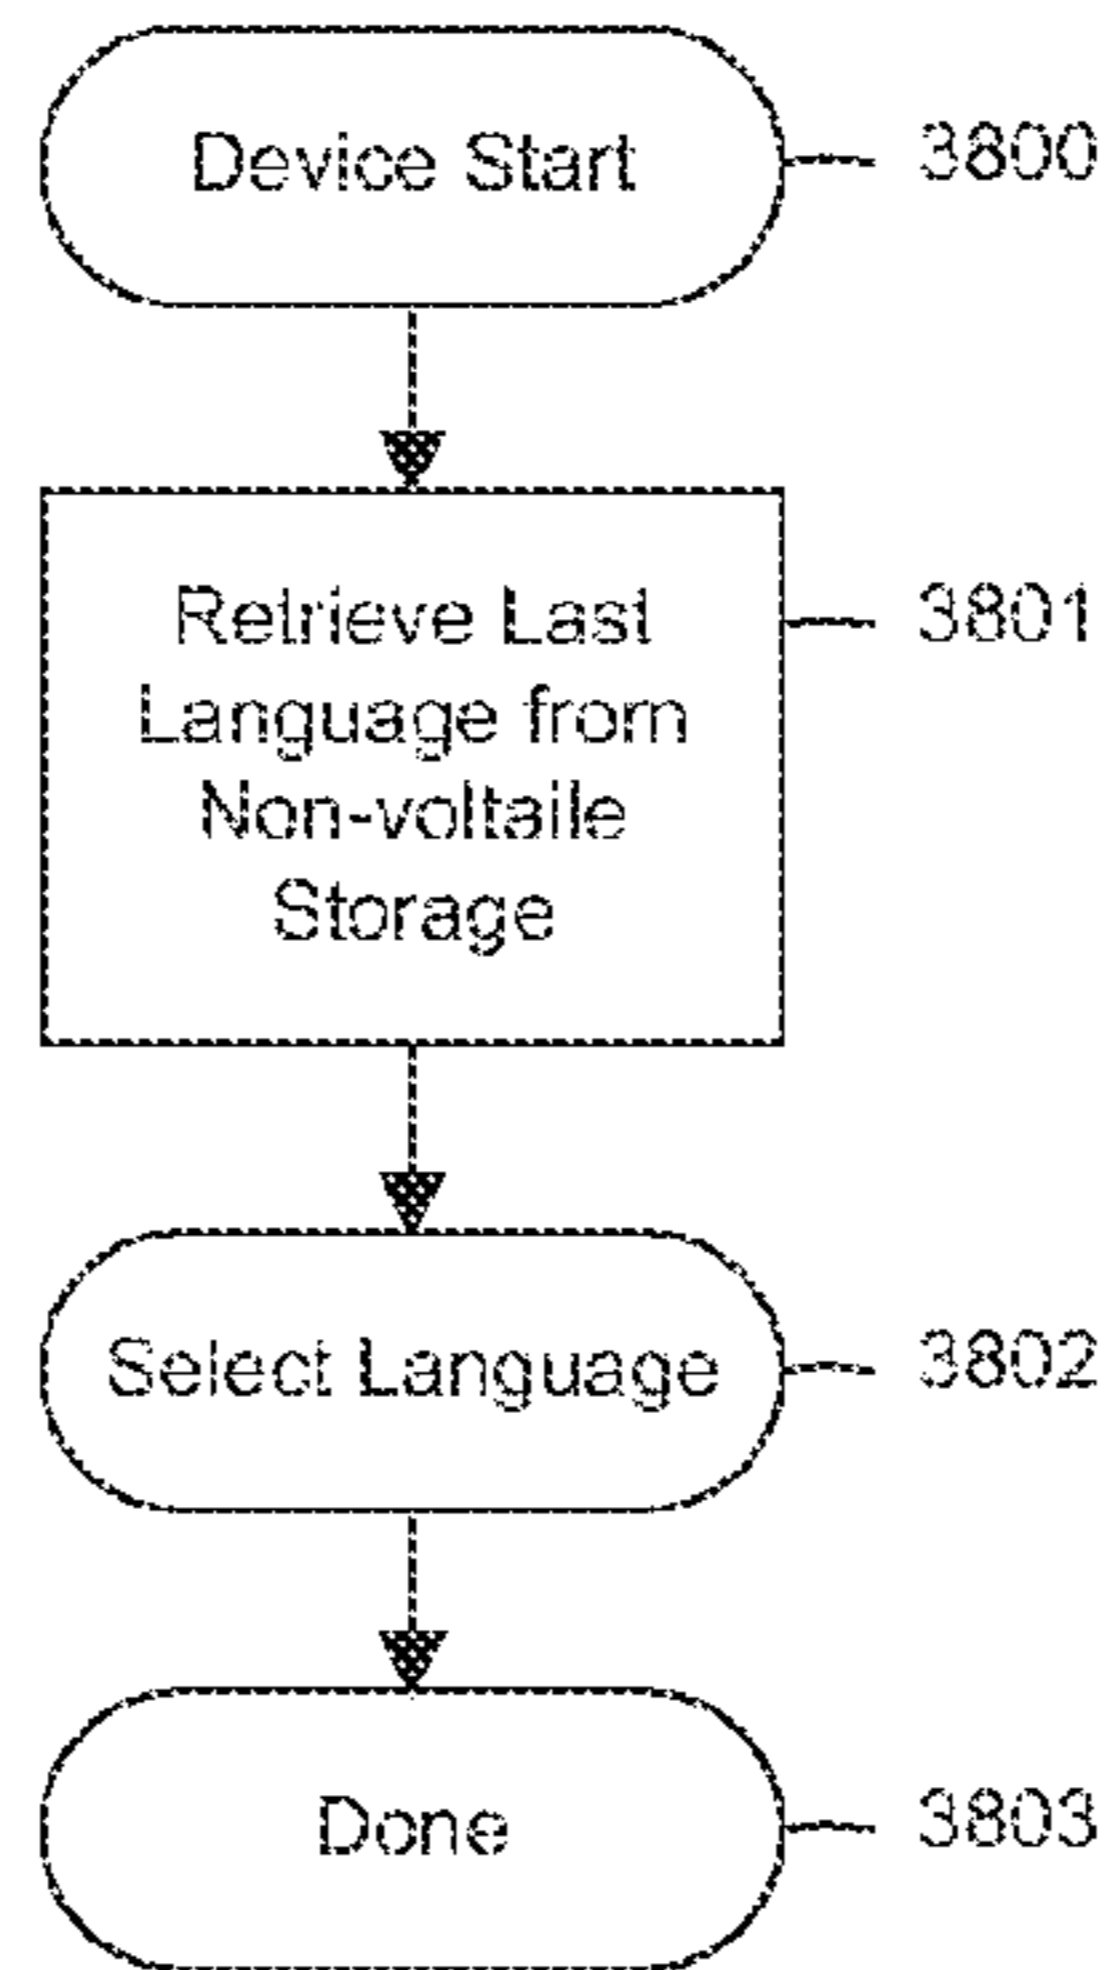 Device Start
3800
Retrieve Last
3801
Language from
Non-voltaile
Storage
Select Language
3802
Done
3803